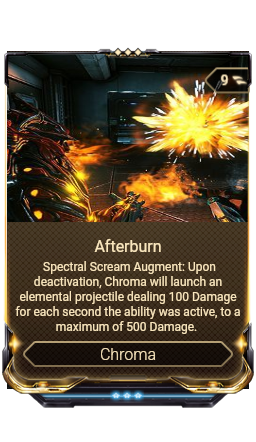 9
Afterburn
Spectral Scream Augment: Upon
deactivation, Chroma will launch an
elemental projectile dealing 100 Damage
for each second the ability was active, to a
maximum of 500 Damage.
Chroma